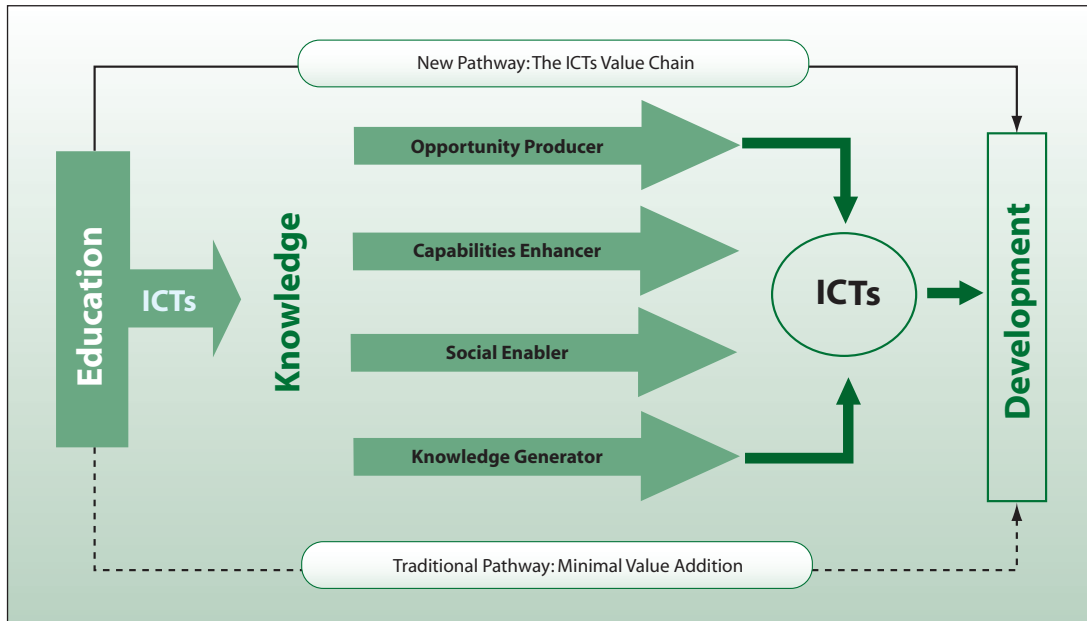 New Pathway: The ICTs Value Chain
Education
ICTs
Knowledge
Opportunity Producer
Capabilities Enhancer
Social Enabler
Knowledge Generator
ICTs
Development
Traditional Pathway: Minimal Value Addition